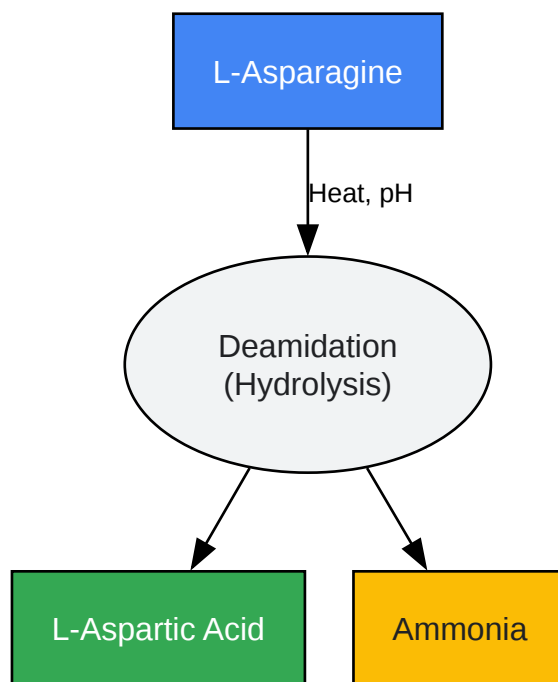 L-Asparagine
Heat, pH
Deamidation
(Hydrolysis)
L-Aspartic Acid
Ammonia